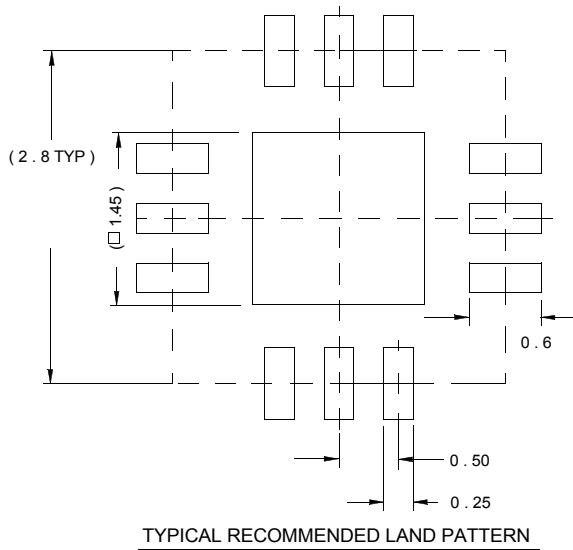 ( 2 . 8 TYP )
(□ 1.45 )
0 . 6
0 . 50
0 . 25
TYPICAL RECOMMENDED LAND PATTERN